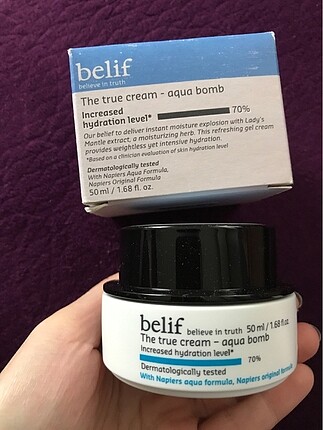 belif
believe in truth
The true cream - aqua bomb
Increased
hydration level* 70%
Our belief to deliver instant moisture explosion with Lady's
Mantle extract, a moisturizing herb. This refreshing gel cream
provides weightless yet intensive hydration.
*Based on a clinician evaluation of skin hydration level
Dermatologically tested
With Napiers Aqua Formula,
Napiers Original Formula
50 ml / 1.68 fl. oz.
belif believe in truth 50 ml / 1.68 fl.oz.
The true cream - aqua bomb
Increased hydration level*
70%
Dermatologically tested
With Napiers aqua formula, Napiers original formula